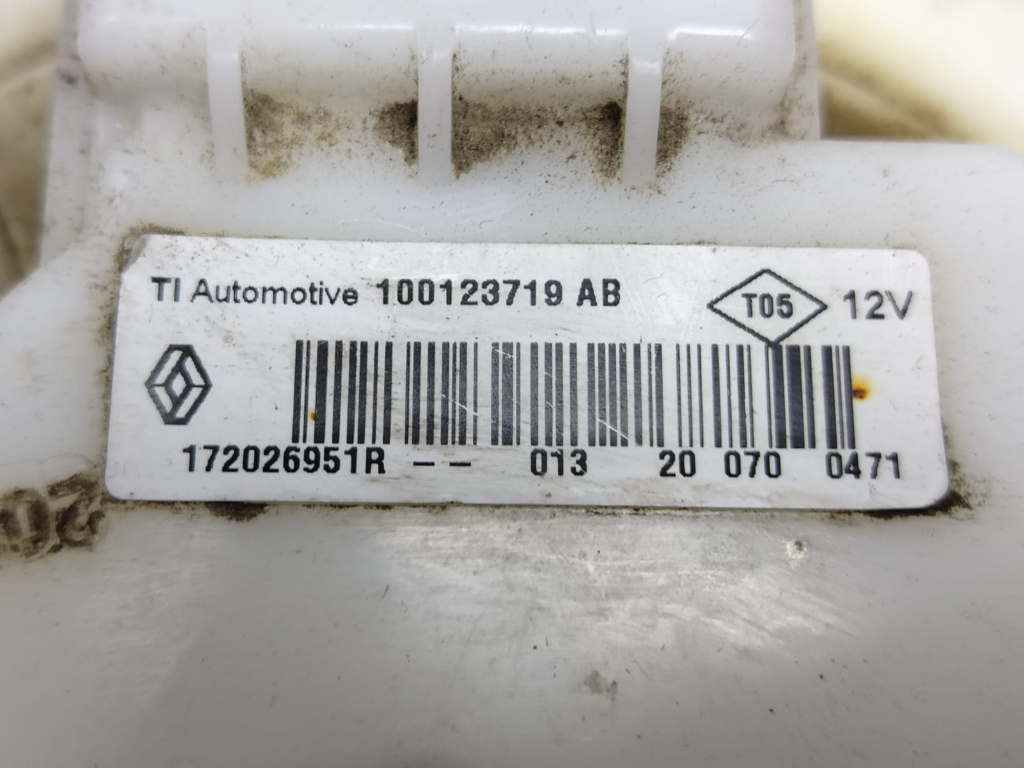 TI Automotive 100123719 AB
T05 12V
172026951R -- 013 20 070 0471